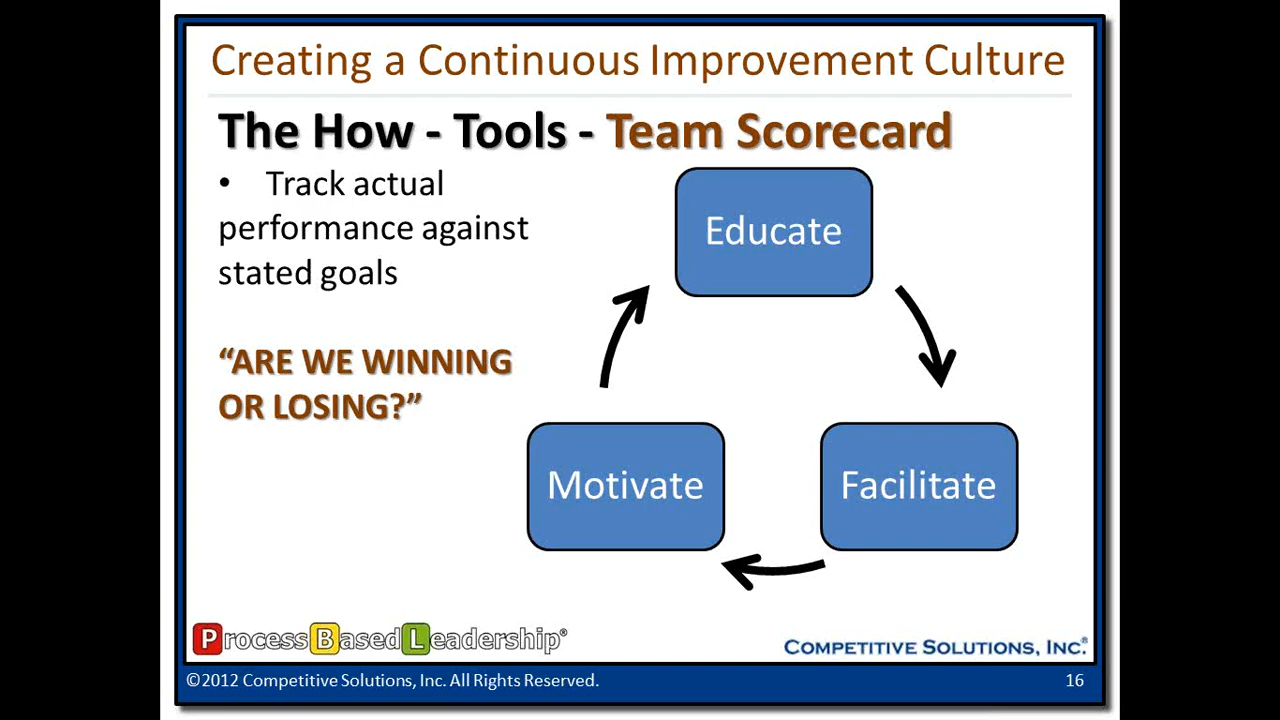 Creating a Continuous Improvement Culture
The How - Tools - Team Scorecard
• Track actual
performance against
stated goals
“ARE WE WINNING
OR LOSING?”
Educate
Motivate
Facilitate
ProcessBasedLeadership®
COMPETITIVE SOLUTIONS, INC.®
©2012 Competitive Solutions, Inc. All Rights Reserved.
16